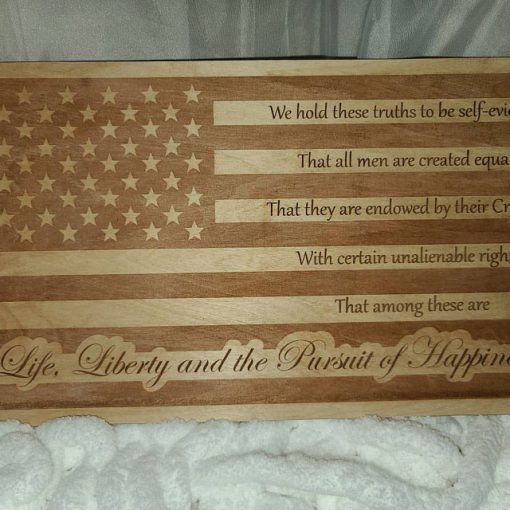 We hold these truths to be self-evi
That all men are created equa
That they are endowed by their Cr
With certain unalienable righ
That among these are
Life, Liberty and the Pursuit of Happine